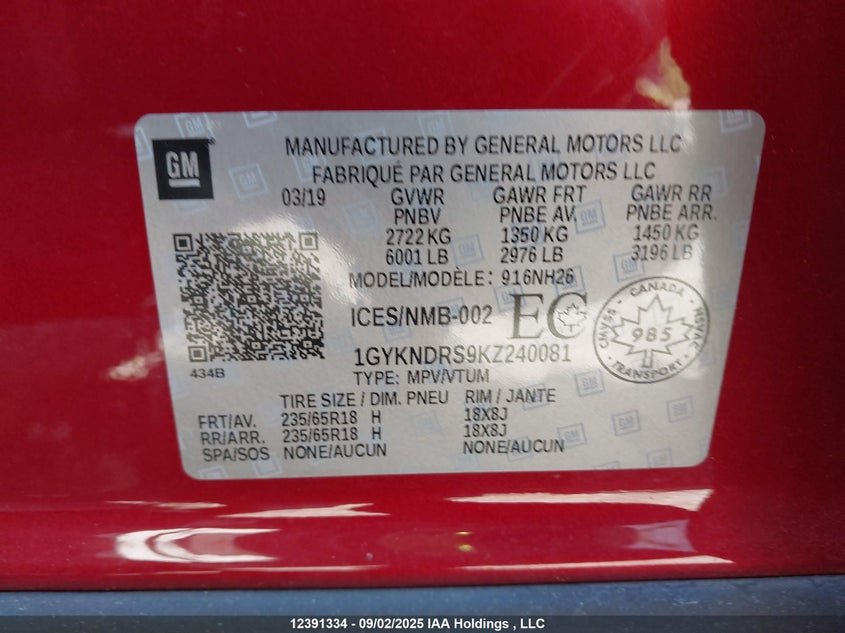 GM
MANUFACTURED BY GENERAL MOTORS LLC
FABRIQUÉ PAR GENERAL MOTORS LLC
03/19 GVWR GAWR FRT GAWR RR
PNBV PNBE AV. PNBE ARR.
2722 KG 1350 KG 1450 KG
6001 LB 2976 LB 3196 LB
MODEL/MODÈLE: 916NH26
ICES/NMB-002 EC
CANADA
985
TRANSPORT
1GYKNDRS9KZ240081
434B
TYPE: MPV/VTUM
TIRE SIZE / DIM. PNEU RIM / JANTE
FRT/AV. 235/65R18 H 18X8J
RR/ARR. 235/65R18 H 18X8J
SPA/SOS NONE/AUCUN NONE/AUCUN
12391334 - 09/02/2025 IAA Holdings , LLC